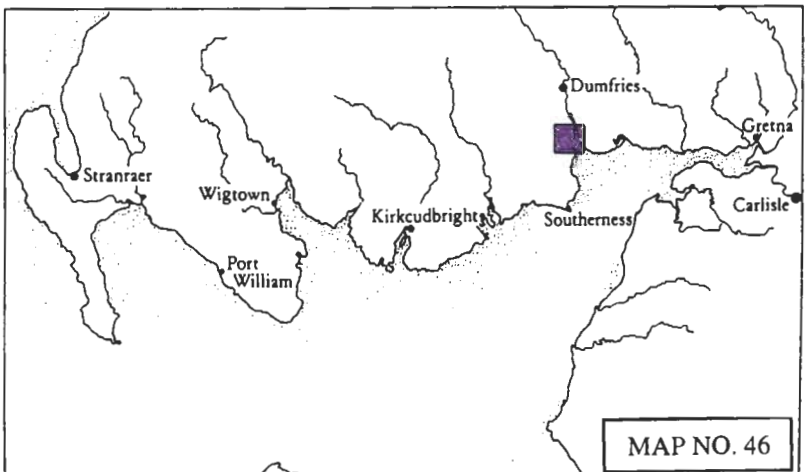 Dumfries
Gretna
Stranraer
Wigtown
Kirkcudbright
Southerness
Carlisle
Port
William
MAP NO. 46